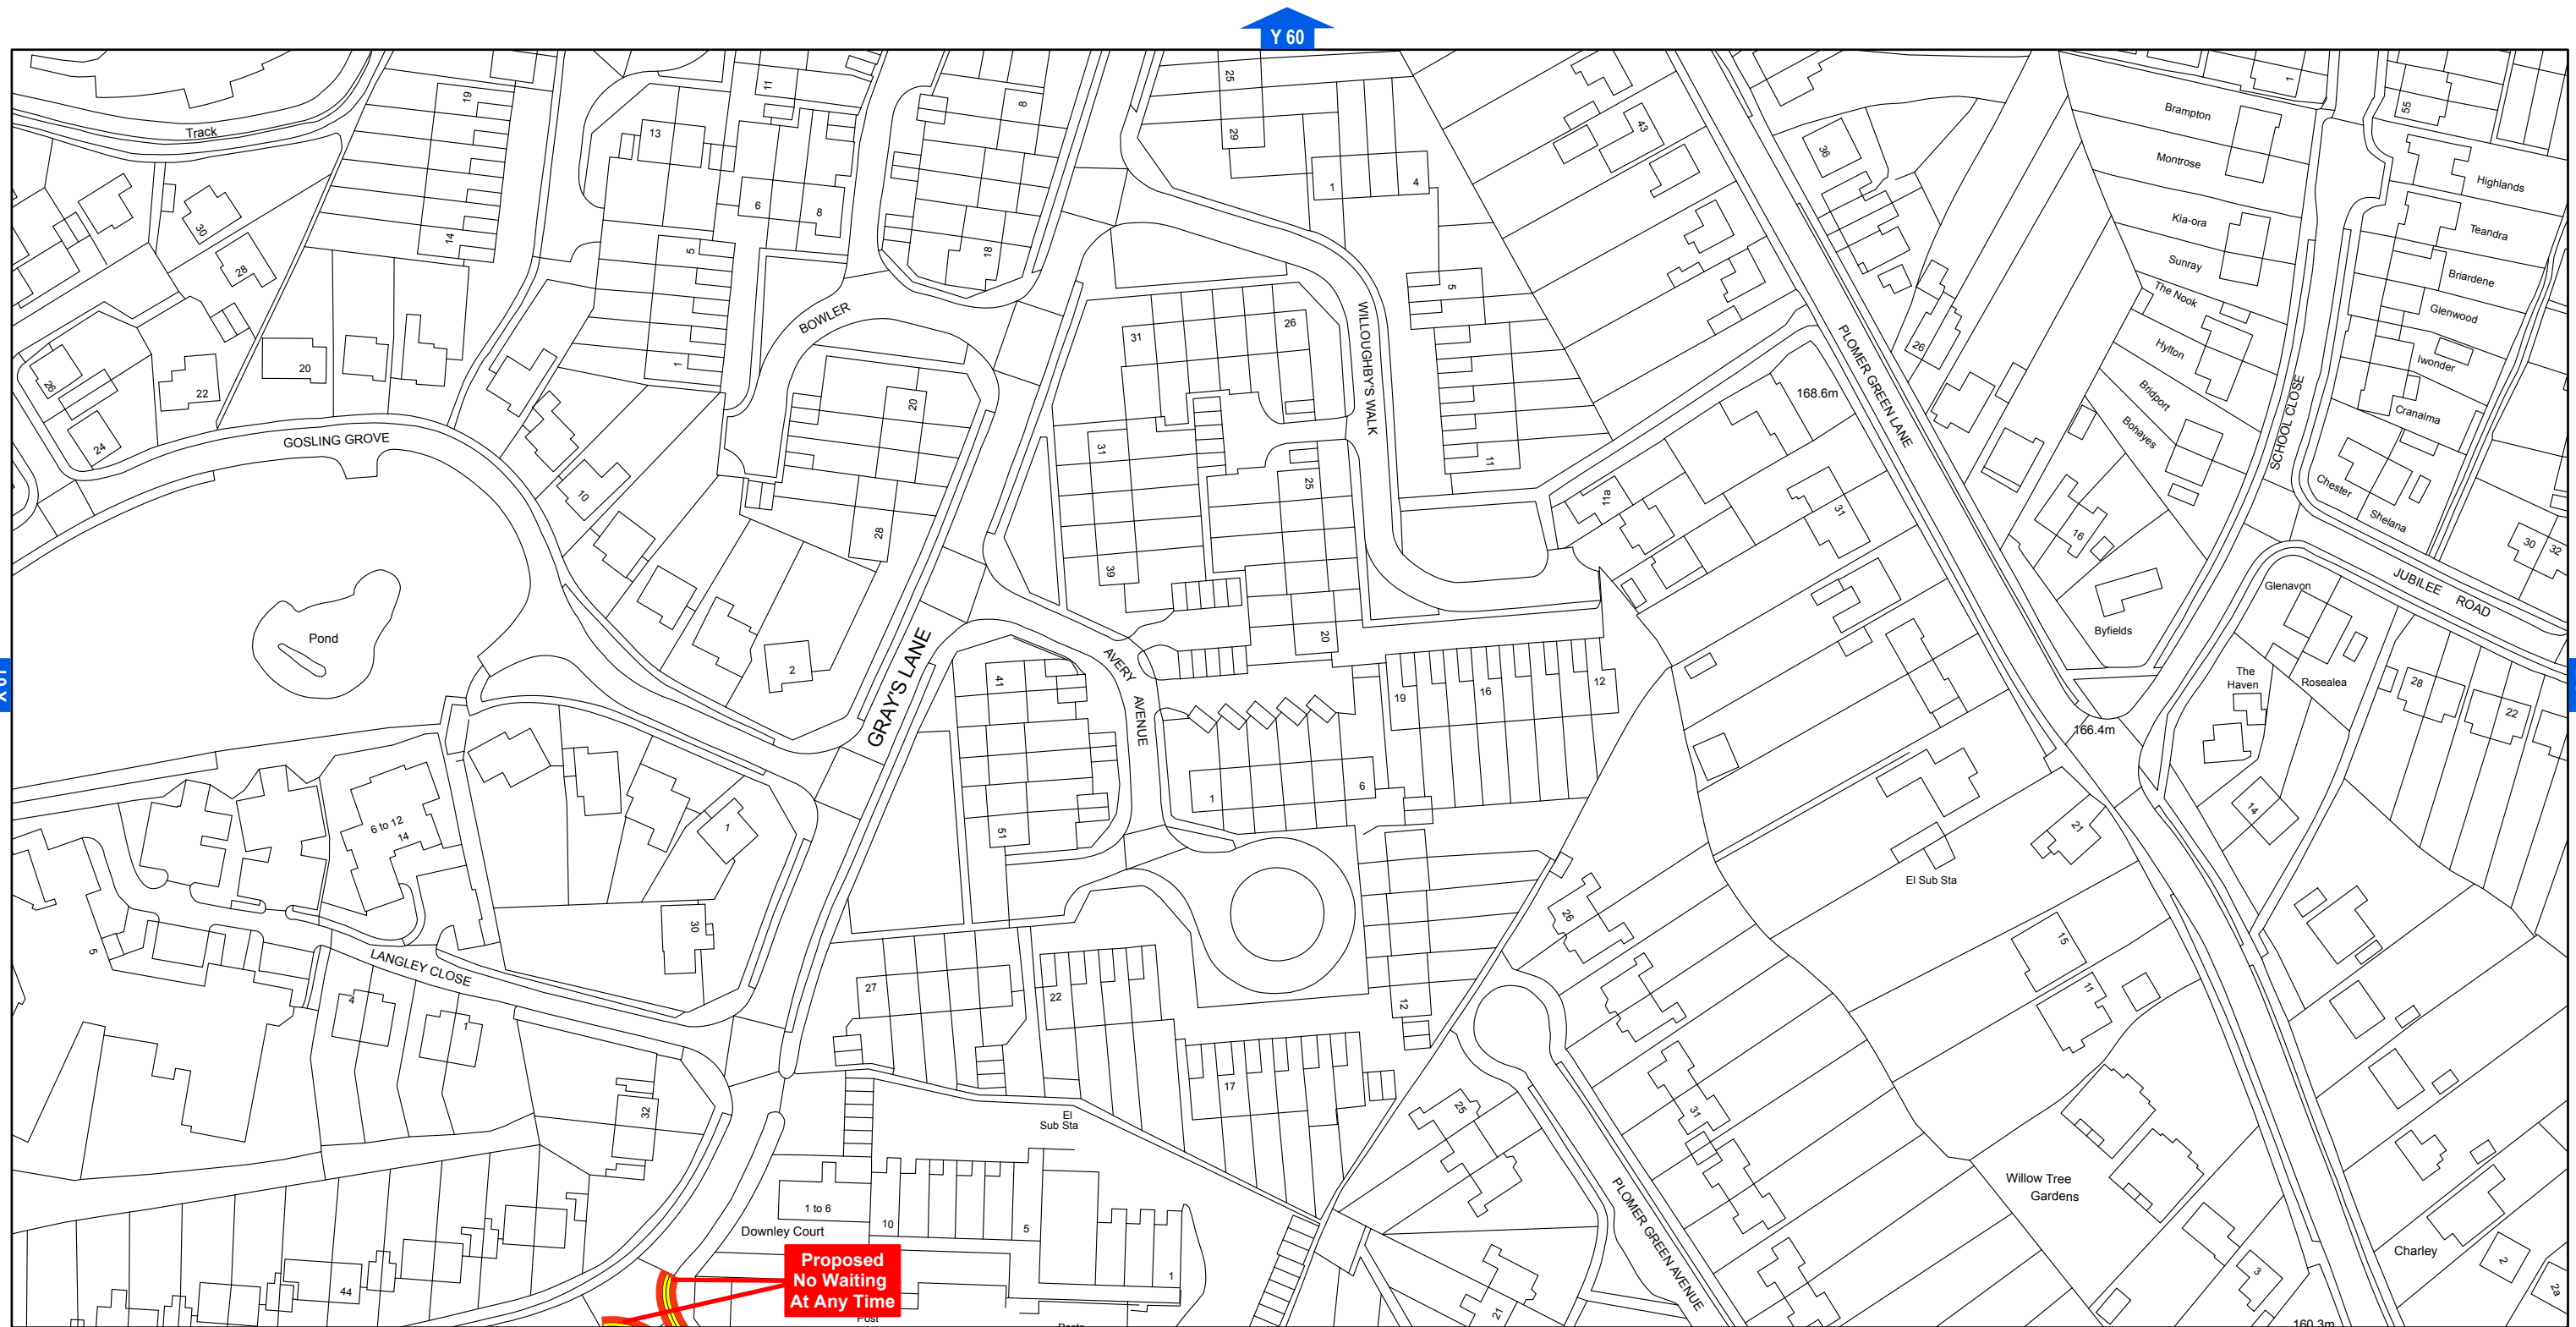 Y 60
Track
19
14
30
28
26
24
22
20
GOSLING GROVE
13
11
6
8
5
1
8
18
BOWLER
20
28
10
2
Pond
25
29
1
4
5
11
WILLOUGHBY'S WALK
31
26
31
39
25
20
43
36
26
PLOMER GREEN LANE
168.6m
11a
31
16
Brampton
Montrose
Kia-ora
Sunray
The Nook
Hylton
Bridport
Bohayes
SCHOOL CLOSE
1
55
Highlands
Teandra
Briardene
Glenwood
Iwonder
Cranalma
Chester
Shelana
30
32
JUBILEE ROAD
Glenavon
Byfields
The
Haven
Rosealea
28
22
166.4m
14
GRAY'S LANE
AVERY
AVENUE
41
51
19
16
12
1
6
6 to 12
14
1
30
5
LANGLEY CLOSE
4
1
32
27
22
17
12
El
Sub Sta
26
21
El Sub Sta
15
11
31
25
Willow Tree
Gardens
PLOMER GREEN AVENUE
21
Charley
2
2a
3
160.3m
1 to 6
10
5
1
Downley Court
44
Proposed
No Waiting
At Any Time
Post